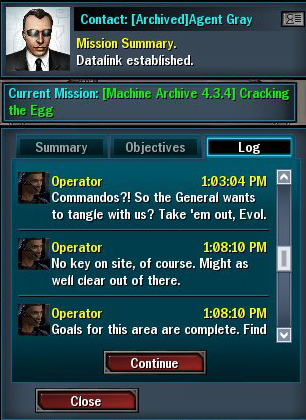 Contact: [Archived]Agent Gray
Mission Summary.
Datalink established.
Current Mission: [Machine Archive 4.3.4] Cracking
the Egg
Summary
Objectives
Log
Operator 1:03:04 PM
Commandos?! So the General wants
to tangle with us? Take 'em out, Evol.
Operator 1:08:10 PM
No key on site, of course. Might as
well clear out of there.
Operator 1:08:10 PM
Goals for this area are complete. Find
Continue
Close